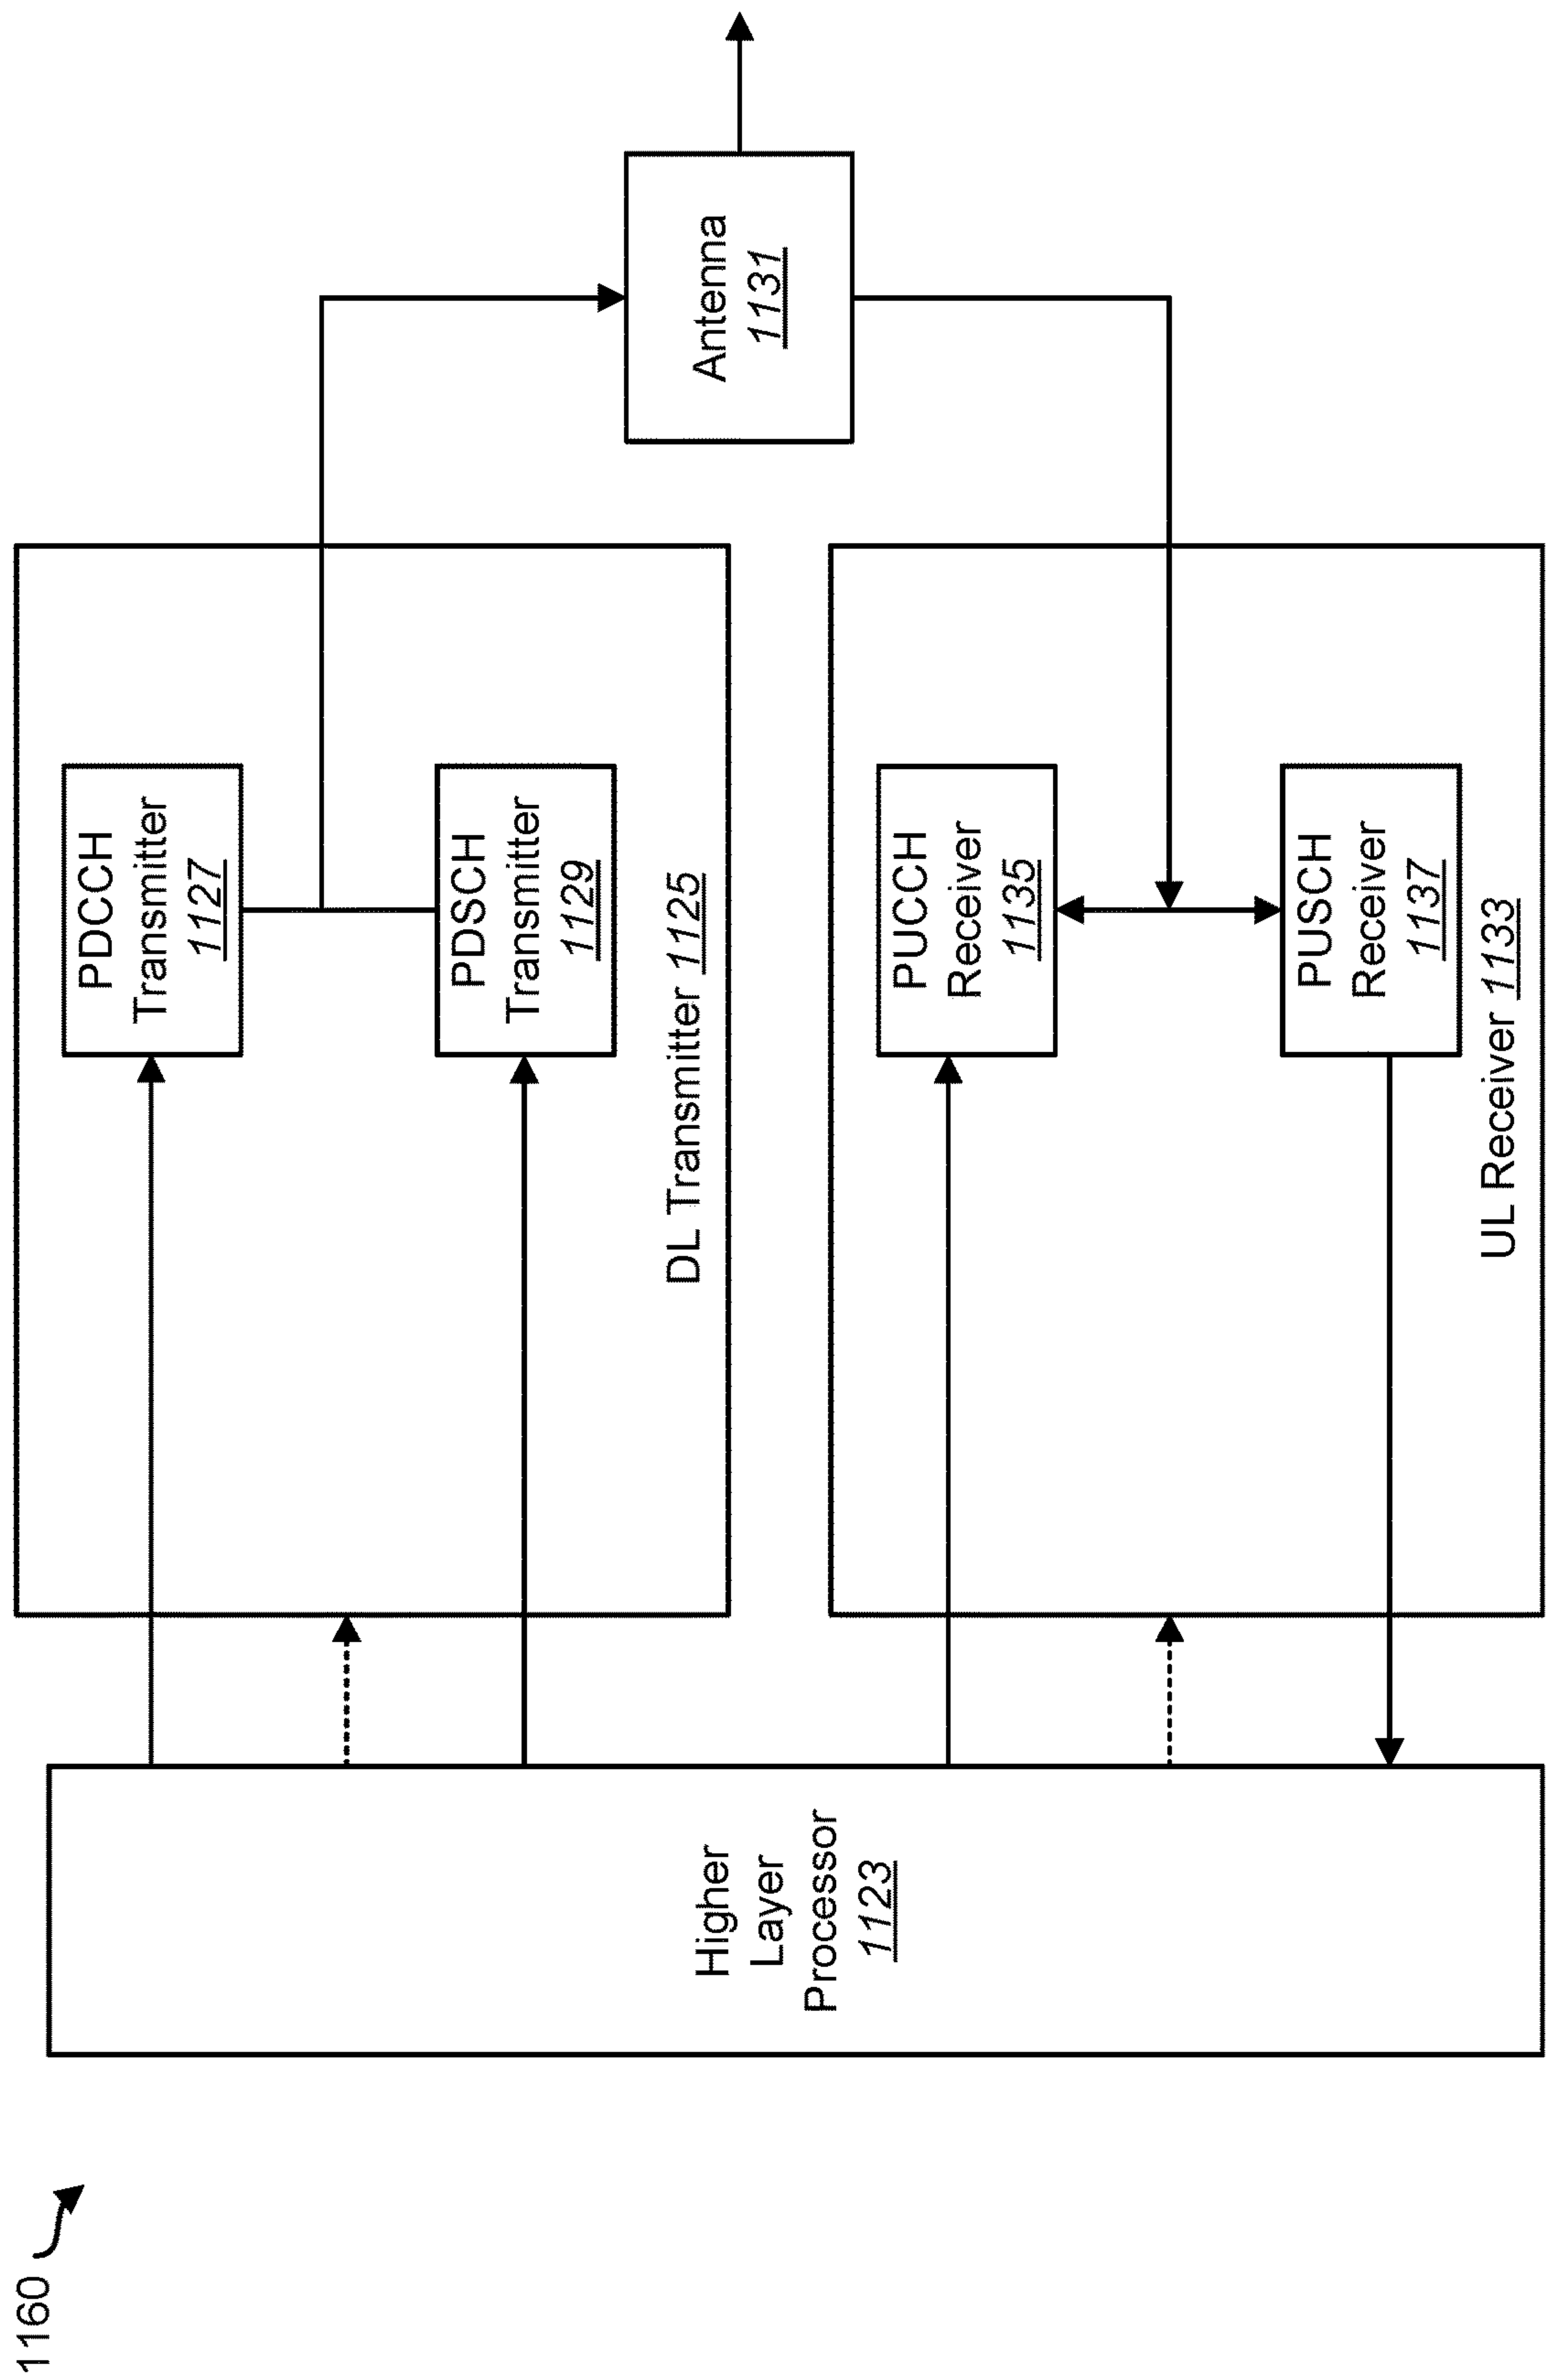 1160
Higher
Layer
Processor
1123
PDCCH
Transmitter
1127
PDSCH
Transmitter
1129
DL Transmitter 1125
PUCCH
Receiver
1135
PUSCH
Receiver
1137
UL Receiver 1133
Antenna
1131